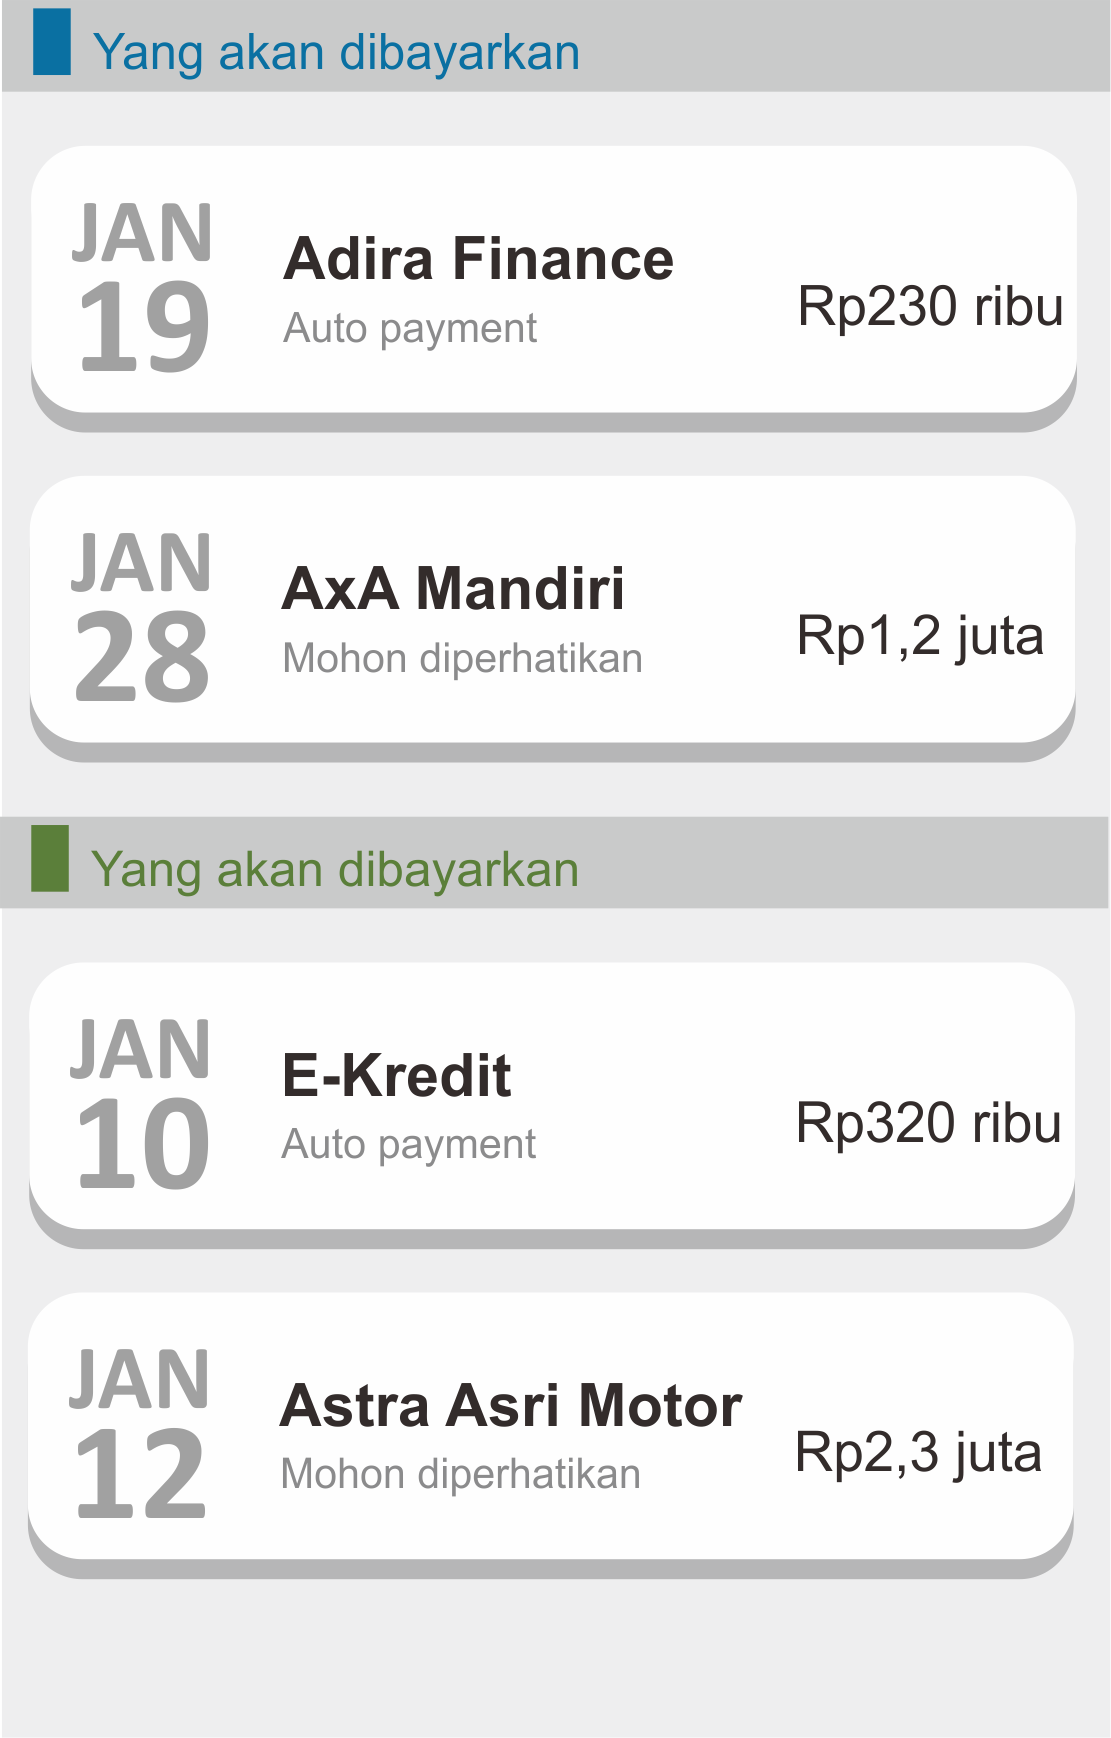 Yang akan dibayarkan
JAN
19
Adira Finance
Auto payment
Rp230 ribu
JAN
28
AxA Mandiri
Mohon diperhatikan
Rp1,2 juta
Yang akan dibayarkan
JAN
10
E-Kredit
Auto payment
Rp320 ribu
JAN
12
Astra Asri Motor
Mohon diperhatikan
Rp2,3 juta